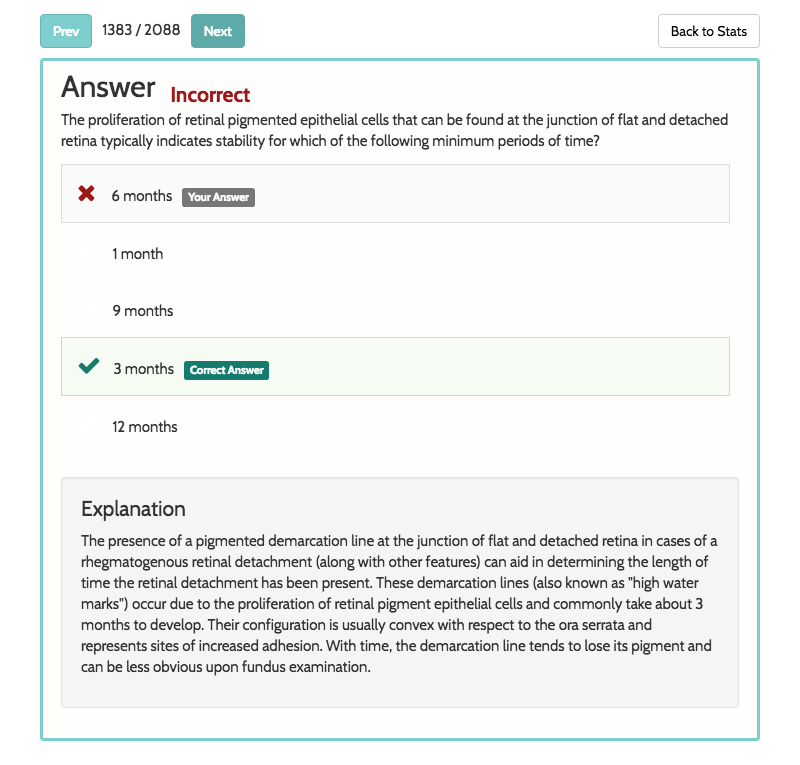 Prev 1383 / 2088 Next Back to Stats
Answer Incorrect
The proliferation of retinal pigmented epithelial cells that can be found at the junction of flat and detached
retina typically indicates stability for which of the following minimum periods of time?
6 months Your Answer
1 month
9 months
3 months Correct Answer
12 months
Explanation
The presence of a pigmented demarcation line at the junction of flat and detached retina in cases of a
rhegmatogenous retinal detachment (along with other features) can aid in determining the length of
time the retinal detachment has been present. These demarcation lines (also known as "high water
marks") occur due to the proliferation of retinal pigment epithelial cells and commonly take about 3
months to develop. Their configuration is usually convex with respect to the ora serrata and
represents sites of increased adhesion. With time, the demarcation line tends to lose its pigment and
can be less obvious upon fundus examination.